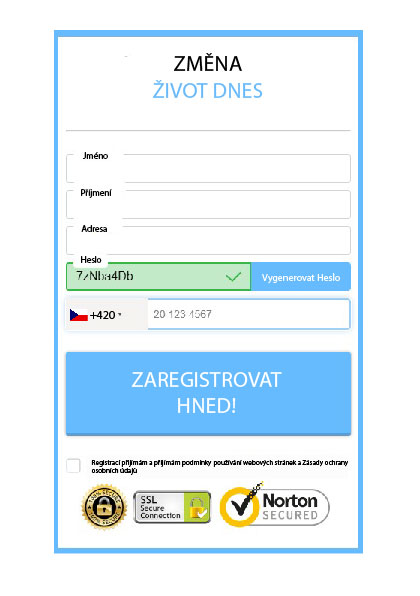 ZMĚNA
ŽIVOT DNES
Jméno
Příjmení
Adresa
Heslo
7zNba4Db
Vygenerovat Heslo
+420
20 123 4567
ZAREGISTROVAT
HNED!
Registrací přijímám a přijímám podmínky používání webových stránek a Zásady ochrany
osobních údajů
SSL
Secure
Connection
Norton
SECURED